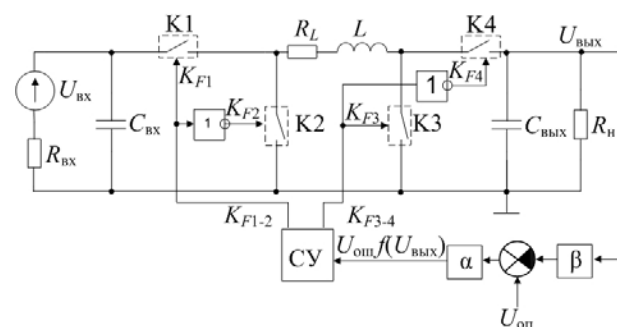 K1
R_L
L
K4
U_вых
K_F1
K_F4
1
U_вх
K_F2
K_F3
1
C_вх
K2
K3
C_вых
R_н
R_вх
K_F1-2
K_F3-4
СУ
U_ош, f(U_вых)
α
β
U_оп